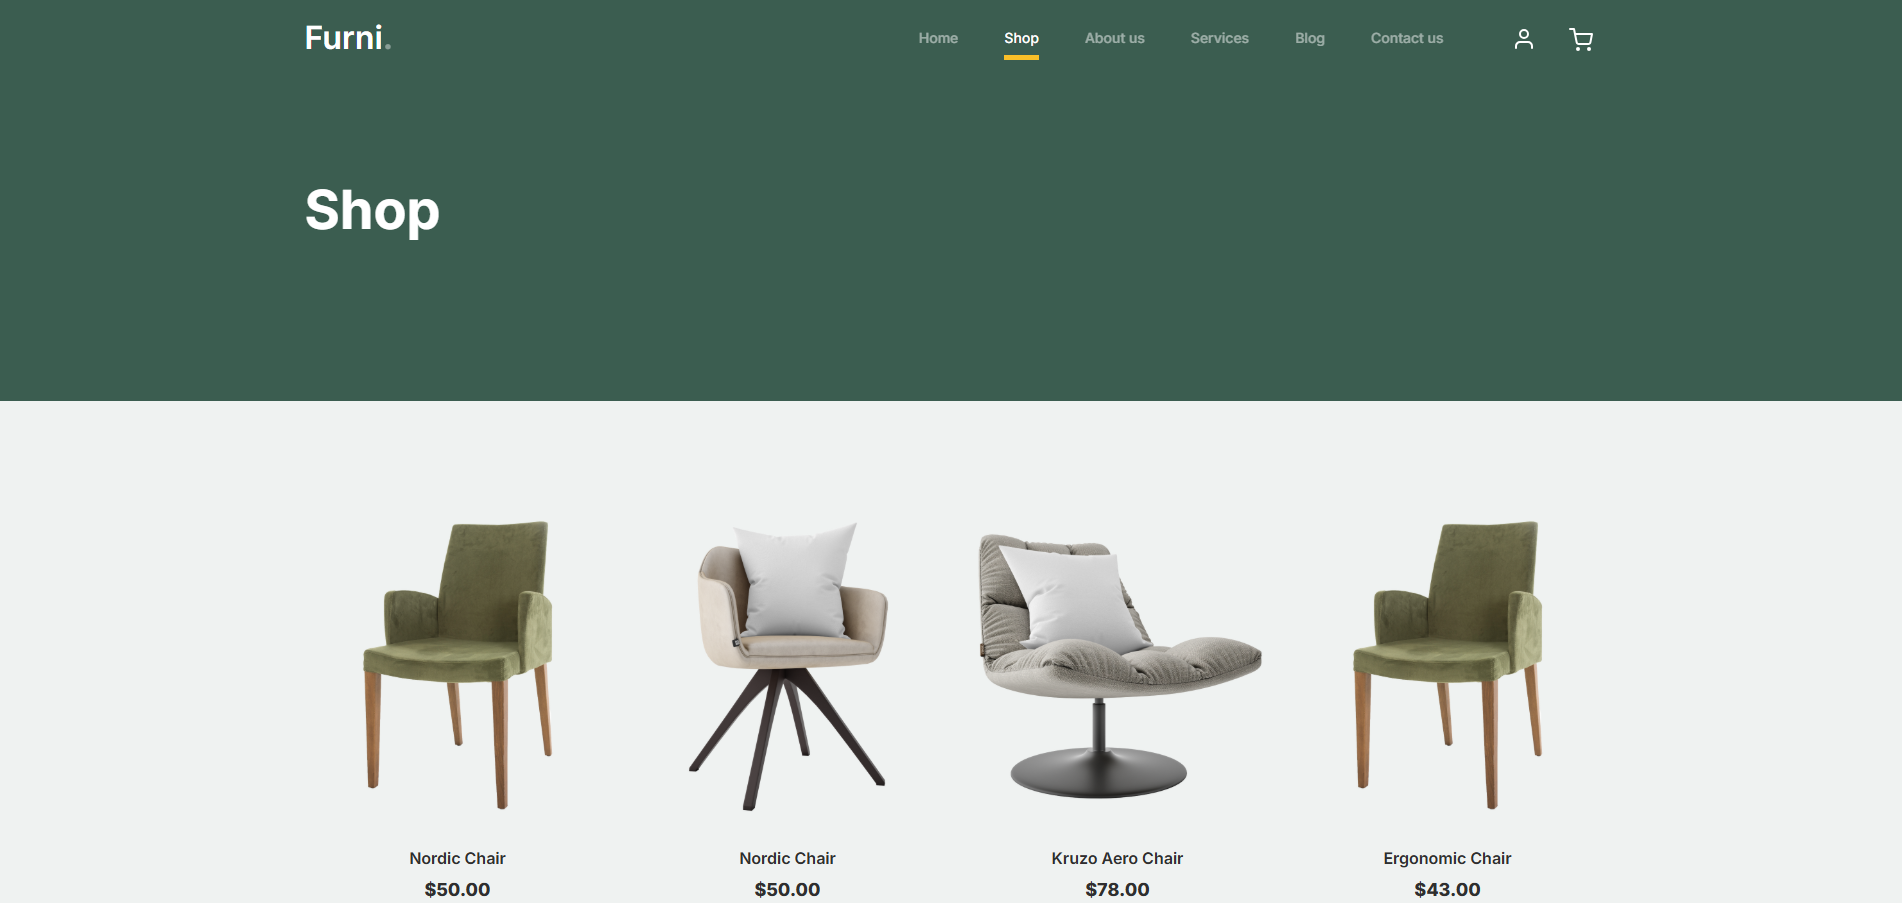 Furni.
Home Shop About us Services Blog Contact us
Shop
Nordic Chair Nordic Chair Kruzo Aero Chair Ergonomic Chair
$50.00 $50.00 $78.00 $43.00